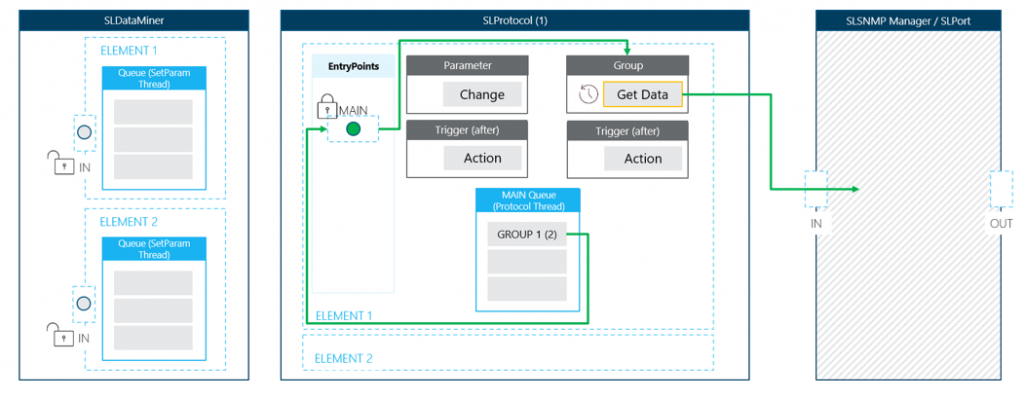 SLDataMiner
ELEMENT 1
Queue (SetParam
Thread)
IN
ELEMENT 2
Queue (SetParam
Thread)
IN
SLProtocol (1)
EntryPoints
MAIN
Parameter
Change
Group
Get Data
Trigger (after)
Action
Trigger (after)
Action
MAIN Queue
(Protocol Thread)
GROUP 1 (2)
ELEMENT 1
ELEMENT 2
SLSNMP Manager / SLPort
IN
OUT